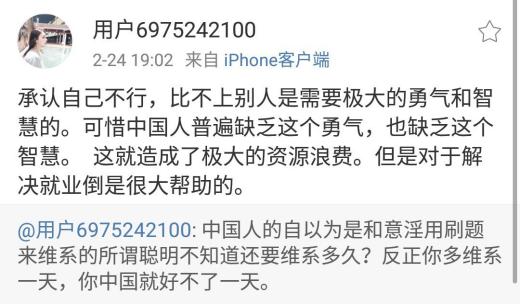 用户6975242100
2-24 19:02 来自 iPhone客户端
承认自己不行，比不上别人是需要极大的勇气和智
慧的。可惜中国人普遍缺乏这个勇气，也缺乏这个
智慧。 这就造成了极大的资源浪费。但是对于解
决就业倒是很大帮助的。
@用户6975242100: 中国人的自以为是和意淫用刷题
来维系的所谓聪明不知道还要维系多久？反正你多维系
一天，你中国就好不了一天。